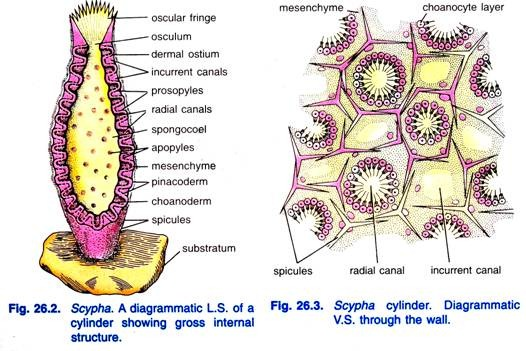 oscular fringe
osculum
dermal ostium
incurrent canals
prosopyles
radial canals
spongocoel
apopyles
mesenchyme
pinacoderm
choanoderm
spicules
substratum
Fig. 26.2. Scypha. A diagrammatic L.S. of a
cylinder showing gross internal
structure.
mesenchyme
choanocyte layer
spicules
radial canal
incurrent canal
Fig. 26.3. Scypha cylinder. Diagrammatic
V.S. through the wall.